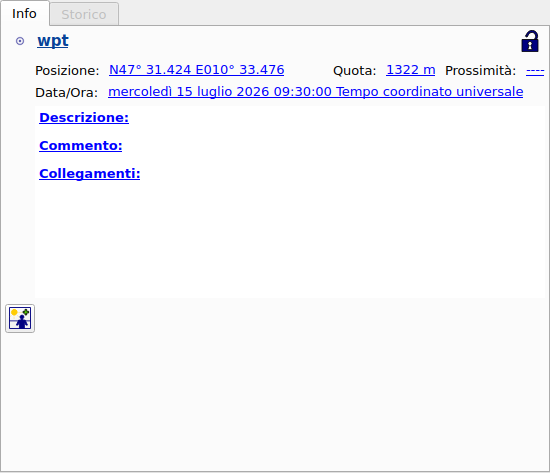 Info Storico
wpt
Posizione: N47° 31.424 E010° 33.476 Quota: 1322 m Prossimità: ----
Data/Ora: mercoledì 15 luglio 2026 09:30:00 Tempo coordinato universale
Descrizione:
Commento:
Collegamenti: